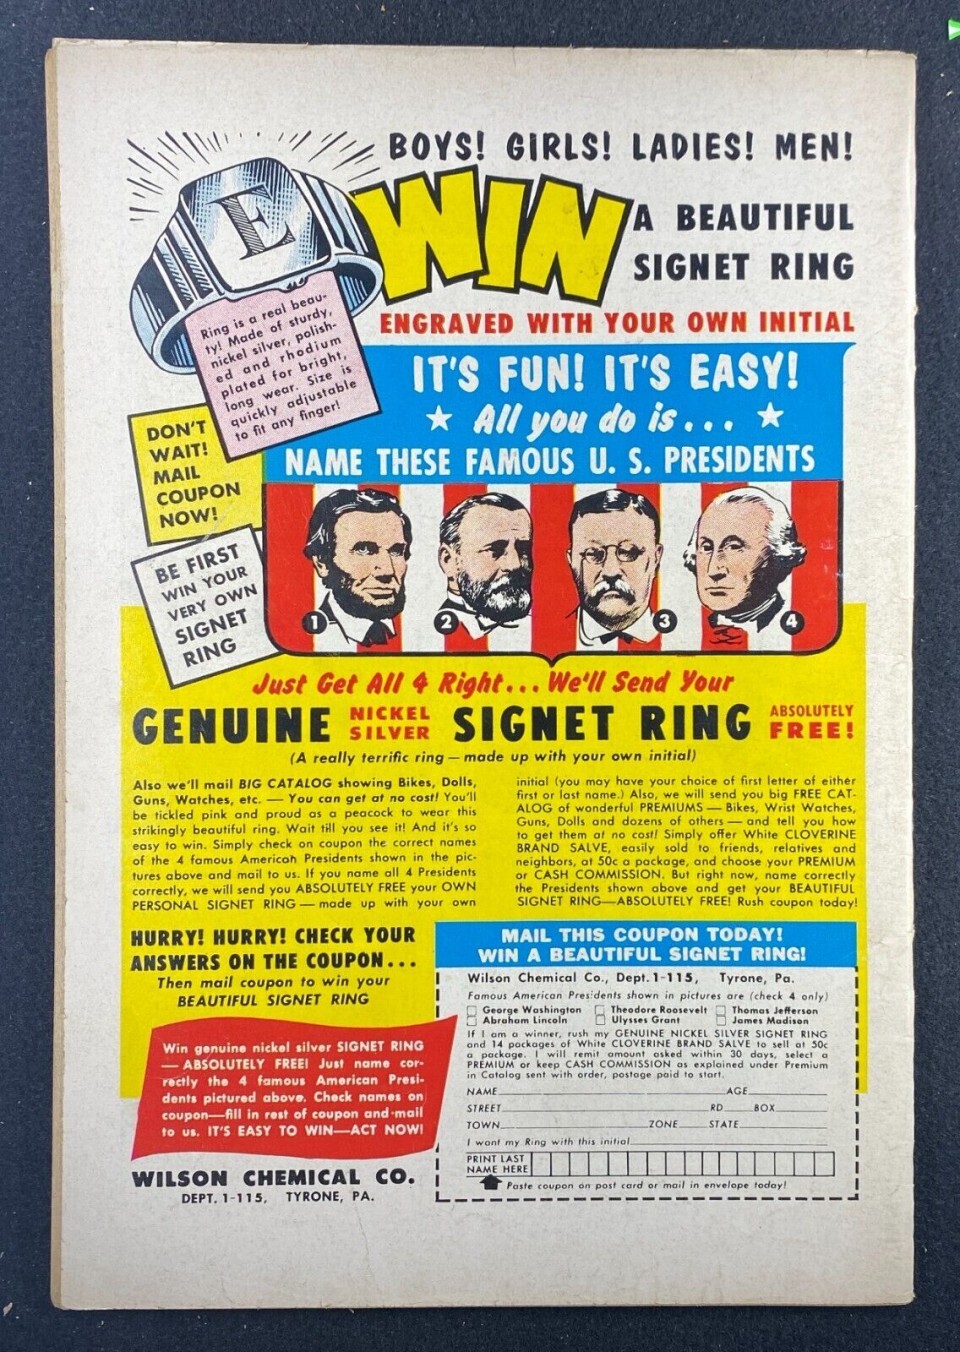 BOYS! GIRLS! LADIES! MEN!
WIN
A BEAUTIFUL
SIGNET RING
ENGRAVED WITH YOUR OWN INITIAL
E
Ring is a real beau-
ty! Made of sturdy,
nickel silver, polish-
ed and rhodium
plated for bright,
long wear. Size is
quickly adjustable
to fit any finger!
IT'S FUN! IT'S EASY!
★ All you do is... ★
NAME THESE FAMOUS U. S. PRESIDENTS
DON'T
WAIT!
MAIL
COUPON
NOW!
BE FIRST
WIN YOUR
VERY OWN
SIGNET
RING
1 2 3 4
Just Get All 4 Right... We'll Send Your
GENUINE NICKEL SILVER SIGNET RING ABSOLUTELY FREE!
(A really terrific ring — made up with your own initial)
Also we'll mail BIG CATALOG showing Bikes, Dolls,
Guns, Watches, etc. — You can get at no cost! You'll
be tickled pink and proud as a peacock to wear this
strikingly beautiful ring. Wait till you see it! And it's so
easy to win. Simply check on coupon the correct names
of the 4 famous American Presidents shown in the pic-
tures above and mail to us. If you name all 4 Presidents
correctly, we will send you ABSOLUTELY FREE your OWN
PERSONAL SIGNET RING — made up with your own
initial (you may have your choice of first letter of either
first or last name.) Also, we will send you big FREE CAT-
ALOG of wonderful PREMIUMS — Bikes, Wrist Watches,
Guns, Dolls and dozens of others — and tell you how
to get them at no cost! Simply offer White CLOVERINE
BRAND SALVE, easily sold to friends, relatives and
neighbors, at 50c a package, and choose your PREMIUM
or CASH COMMISSION. But right now, name correctly
the Presidents shown above and get your BEAUTIFUL
SIGNET RING—ABSOLUTELY FREE! Rush coupon today!
HURRY! HURRY! CHECK YOUR
ANSWERS ON THE COUPON...
Then mail coupon to win your
BEAUTIFUL SIGNET RING
Win genuine nickel silver SIGNET RING
— ABSOLUTELY FREE! Just name cor-
rectly the 4 famous American Presi-
dents pictured above. Check names on
coupon—fill in rest of coupon and mail
to us. IT'S EASY TO WIN—ACT NOW!
WILSON CHEMICAL CO.
DEPT. 1-115, TYRONE, PA.
MAIL THIS COUPON TODAY!
WIN A BEAUTIFUL SIGNET RING!
Wilson Chemical Co., Dept. 1-115, Tyrone, Pa.
Famous American Presidents shown in pictures are (check 4 only)
George Washington Theodore Roosevelt Thomas Jefferson
Abraham Lincoln Ulysses Grant James Madison
If I am a winner, rush my GENUINE NICKEL SILVER SIGNET RING
and 14 packages of White CLOVERINE BRAND SALVE to sell at 50c
a package. I will remit amount asked within 30 days, select a
PREMIUM or keep CASH COMMISSION as explained under Premium
in Catalog sent with order, postage paid to start.
NAME AGE
STREET RD BOX
TOWN ZONE STATE
I want my Ring with this initial
PRINT LAST
NAME HERE
Paste coupon on post card or mail in envelope today!